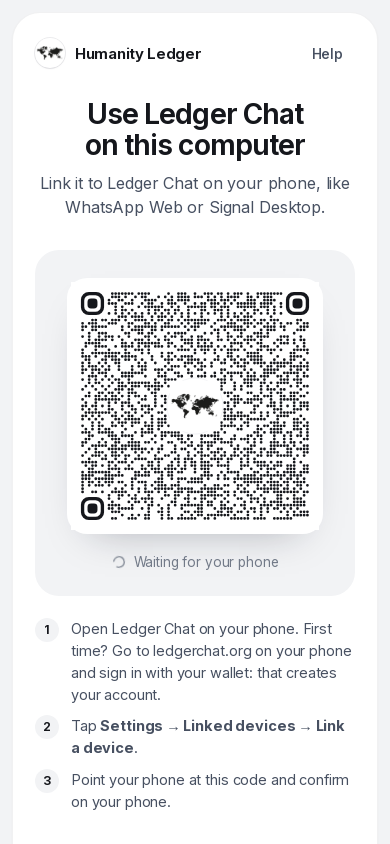 Humanity Ledger
Help
Use Ledger Chat
on this computer
Link it to Ledger Chat on your phone, like
WhatsApp Web or Signal Desktop.
Waiting for your phone
1 Open Ledger Chat on your phone. First
time? Go to ledgerchat.org on your phone
and sign in with your wallet: that creates
your account.
2 Tap Settings → Linked devices → Link
a device.
3 Point your phone at this code and confirm
on your phone.